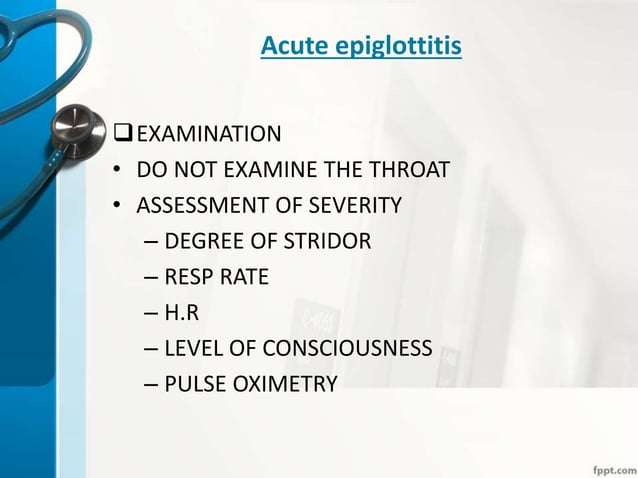 Acute epiglottitis
❑EXAMINATION
• DO NOT EXAMINE THE THROAT
• ASSESSMENT OF SEVERITY
– DEGREE OF STRIDOR
– RESP RATE
– H.R
– LEVEL OF CONSCIOUSNESS
– PULSE OXIMETRY
fppt.com